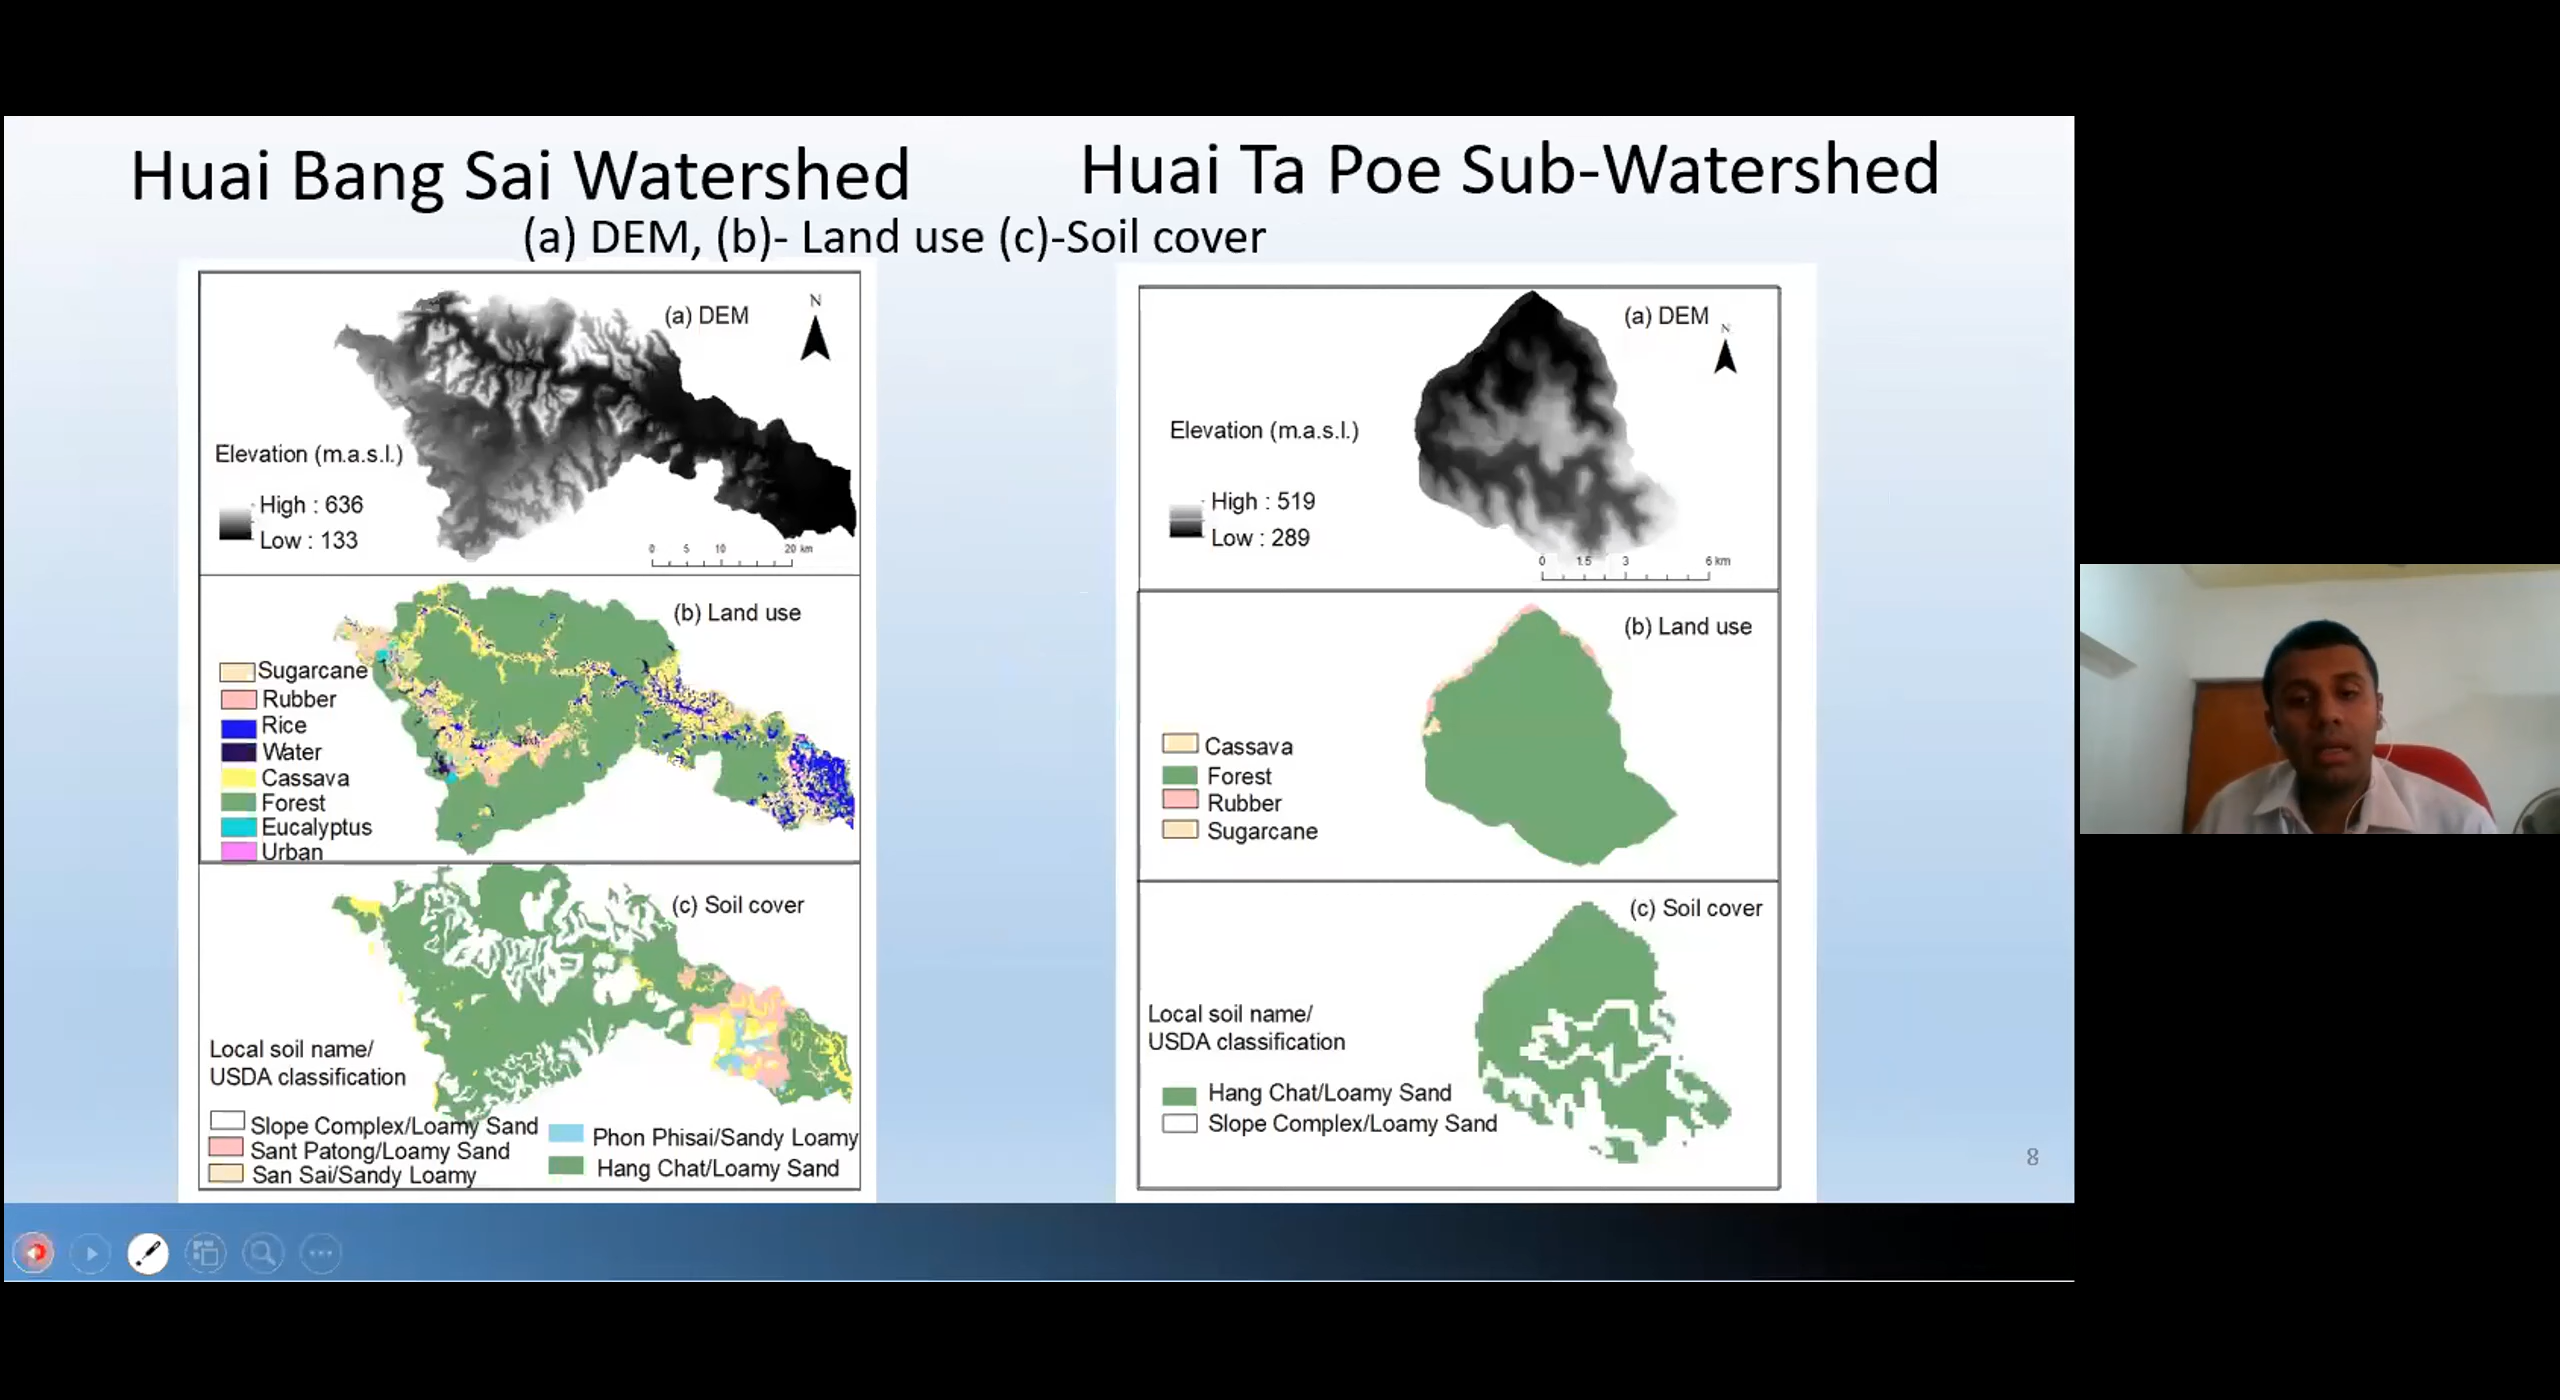 Huai Bang Sai Watershed
Huai Ta Poe Sub-Watershed
(a) DEM, (b)- Land use (c)-Soil cover
(a) DEM
N
Elevation (m.a.s.l.)
High : 636
Low : 133
0 5 10 20 km
(b) Land use
Sugarcane
Rubber
Rice
Water
Cassava
Forest
Eucalyptus
Urban
(c) Soil cover
Local soil name/
USDA classification
Slope Complex/Loamy Sand
Sant Patong/Loamy Sand
San Sai/Sandy Loamy
Phon Phisai/Sandy Loamy
Hang Chat/Loamy Sand
(a) DEM
N
Elevation (m.a.s.l.)
High : 519
Low : 289
0 1.5 3 6 km
(b) Land use
Cassava
Forest
Rubber
Sugarcane
(c) Soil cover
Local soil name/
USDA classification
Hang Chat/Loamy Sand
Slope Complex/Loamy Sand
8